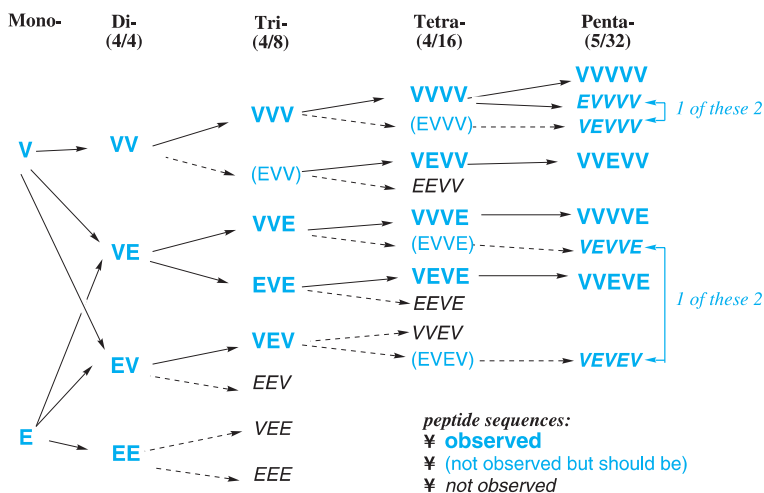 Mono- Di- Tri- Tetra- Penta-
(4/4) (4/8) (4/16) (5/32)
VVVVV
VVVV
EVVVV
VVV
1 of these 2
(EVVV)
VEVVV
V
VV
VEVV
VVEVV
(EVV)
EEVV
VVE
VVVE
VVVVE
(EVVE)
VEVVE
VE
EVE
VEVE
VVEVE
EEVE
1 of these 2
VEV
VVEV
EV
(EVEV)
VEVEV
EEV
VEE
E
EE
EEE
peptide sequences:
¥ observed
¥ (not observed but should be)
¥ not observed